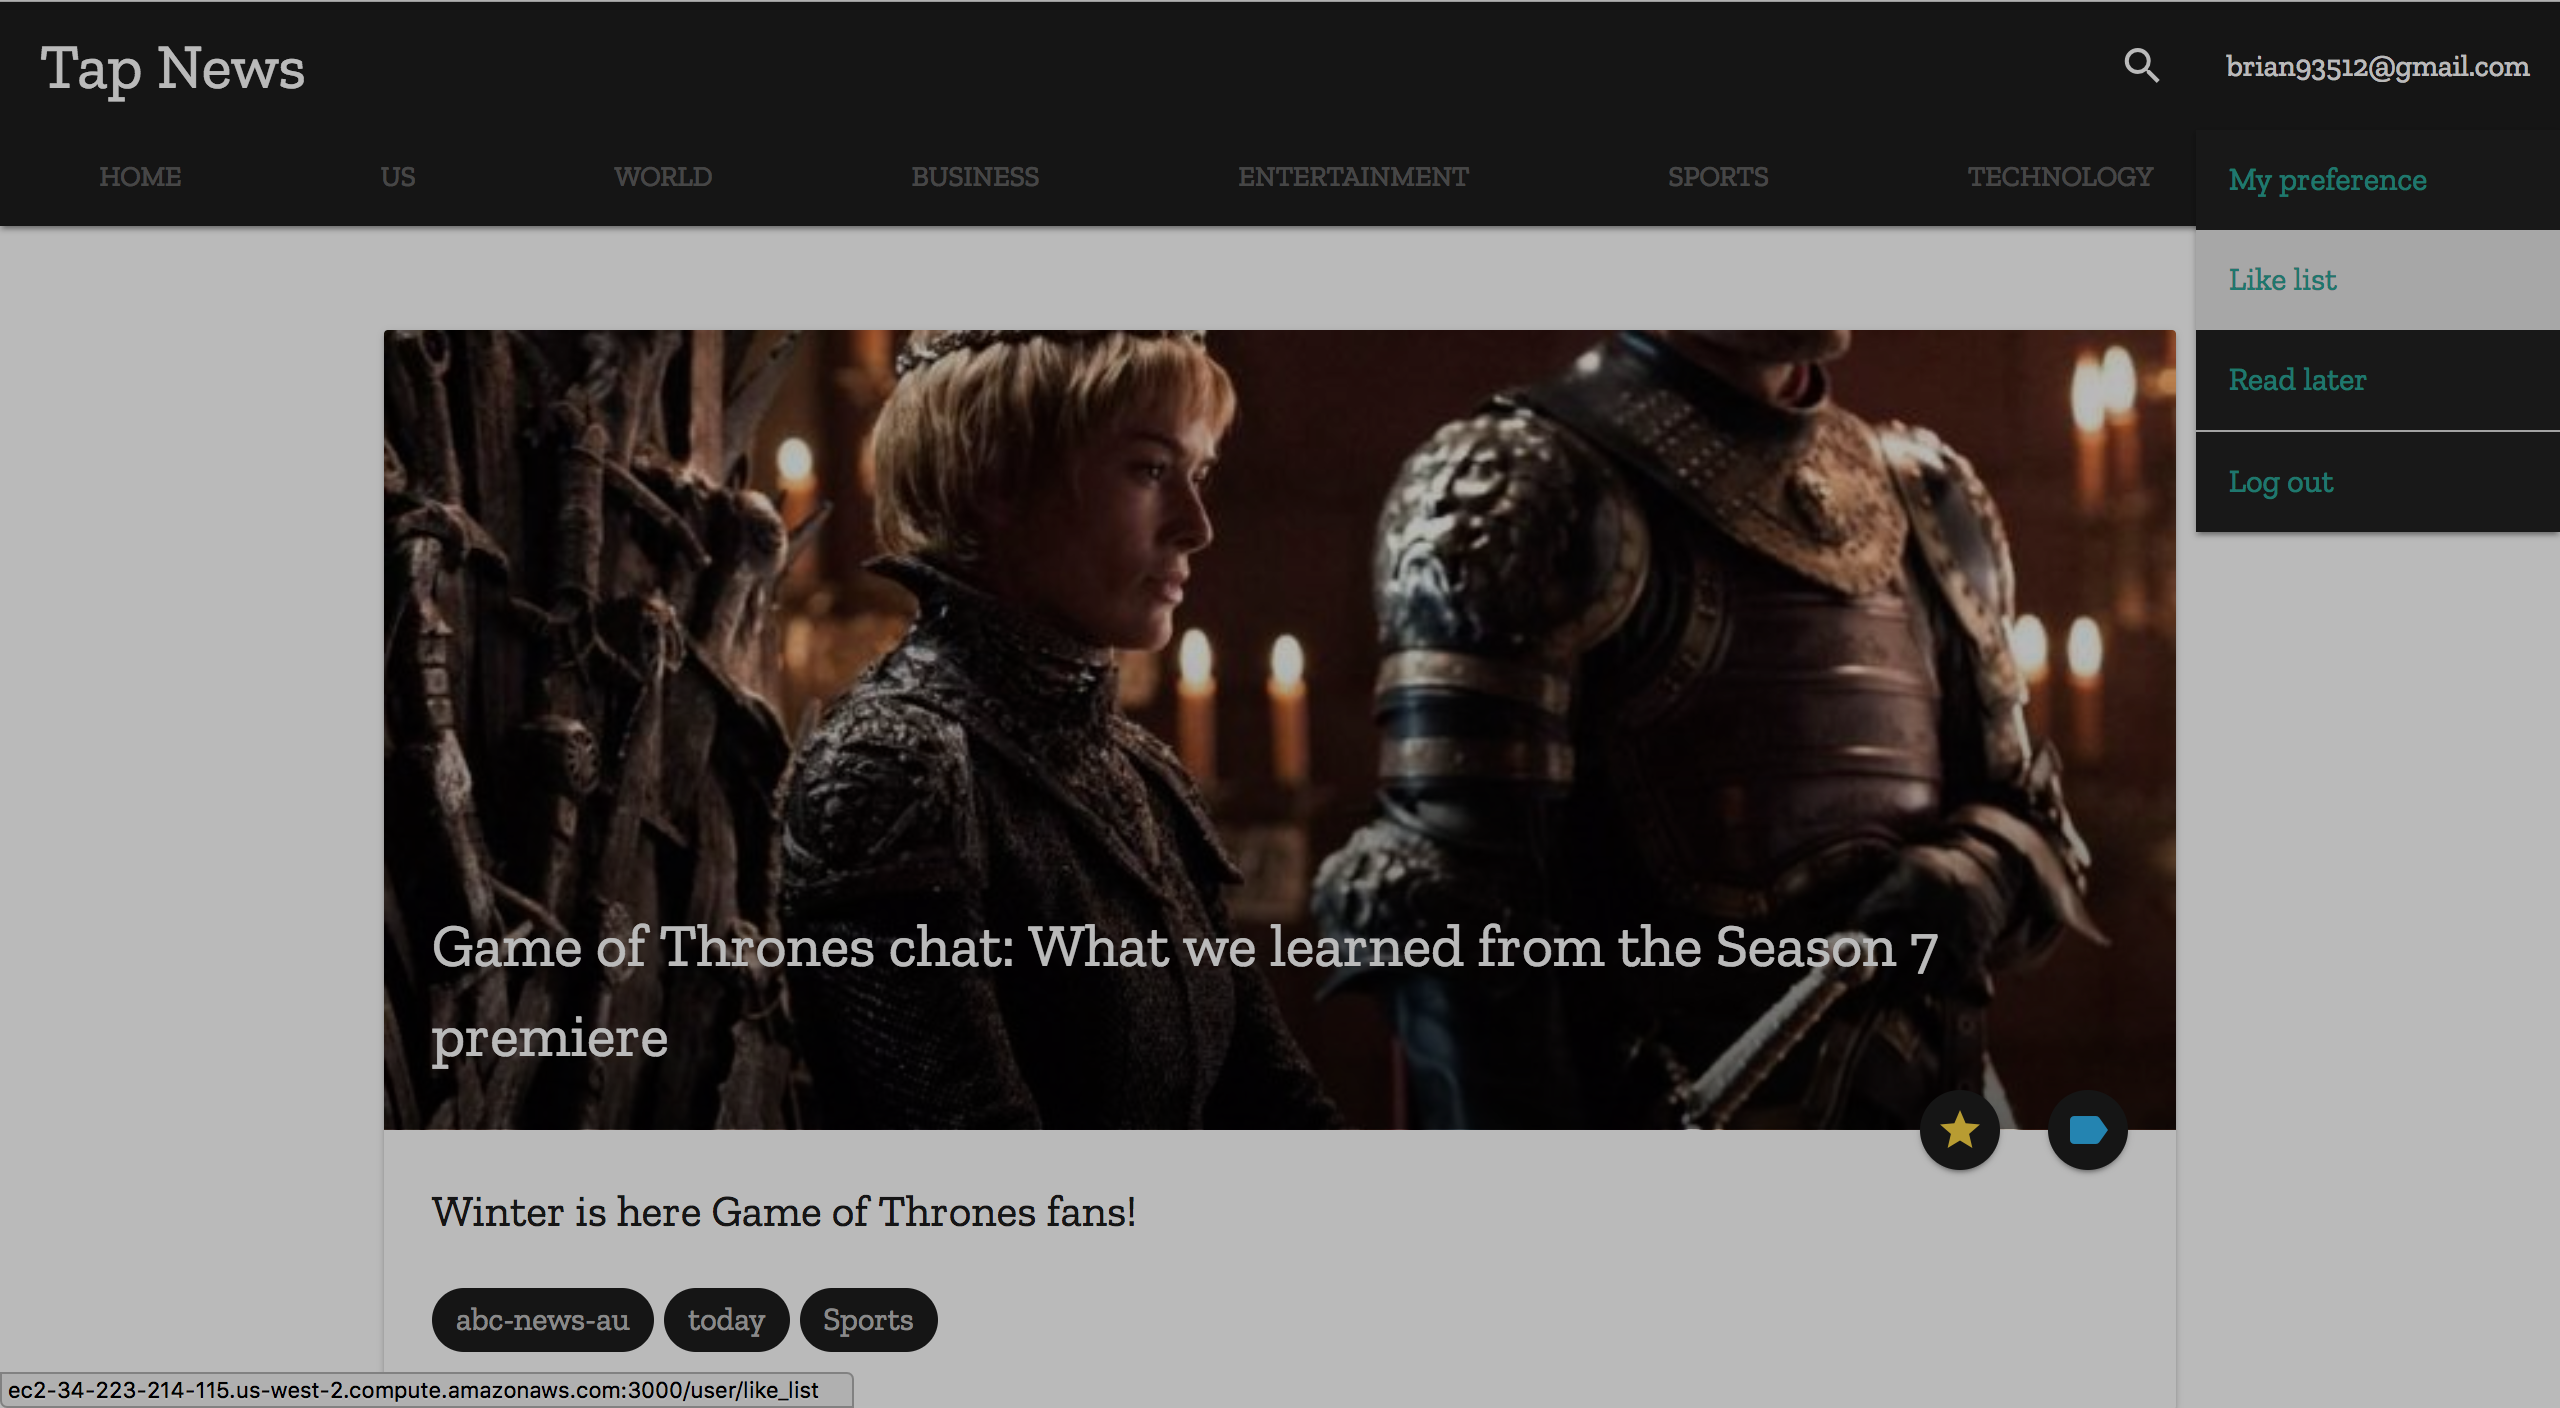 Tap News
brian93512@gmail.com
HOME US WORLD BUSINESS ENTERTAINMENT SPORTS TECHNOLOGY
My preference
Like list
Read later
Log out
Game of Thrones chat: What we learned from the Season 7
premiere
Winter is here Game of Thrones fans!
abc-news-au today Sports
ec2-34-223-214-115.us-west-2.compute.amazonaws.com:3000/user/like_list